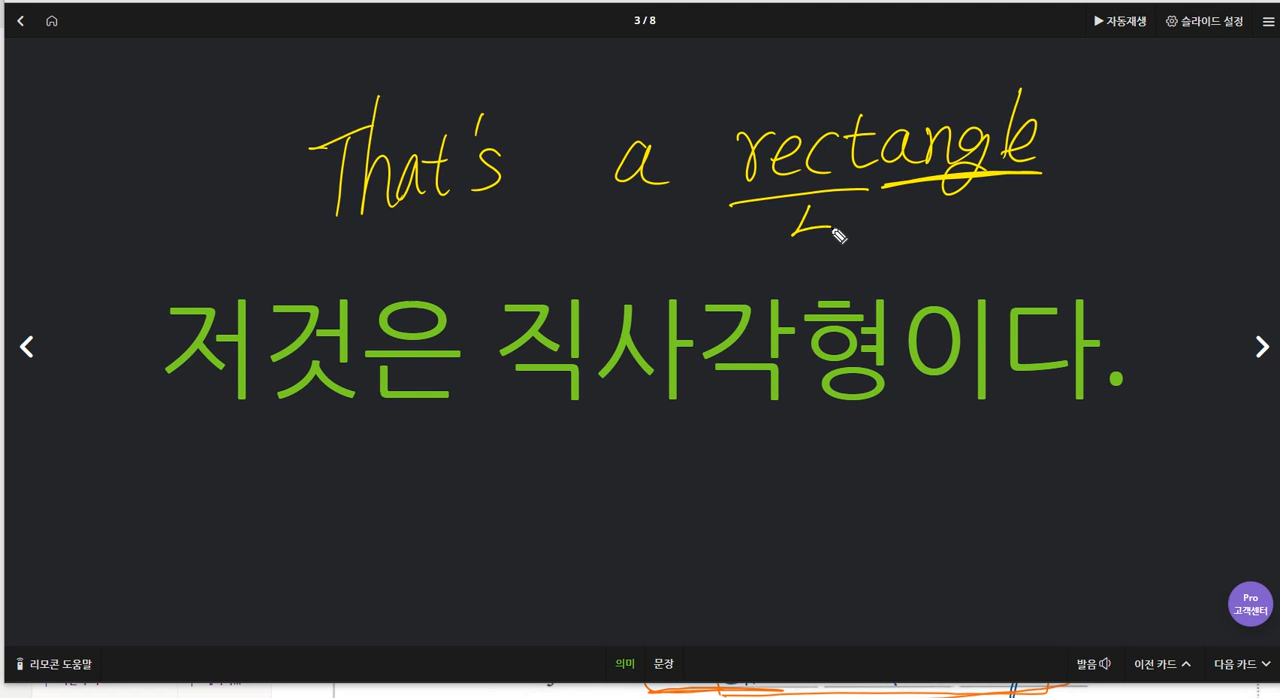 3 / 8
자동재생
슬라이드 설정
That's a rectangle
저것은 직사각형이다.
Pro
고객센터
리모콘 도움말
의미
문장
발음
이전 카드
다음 카드